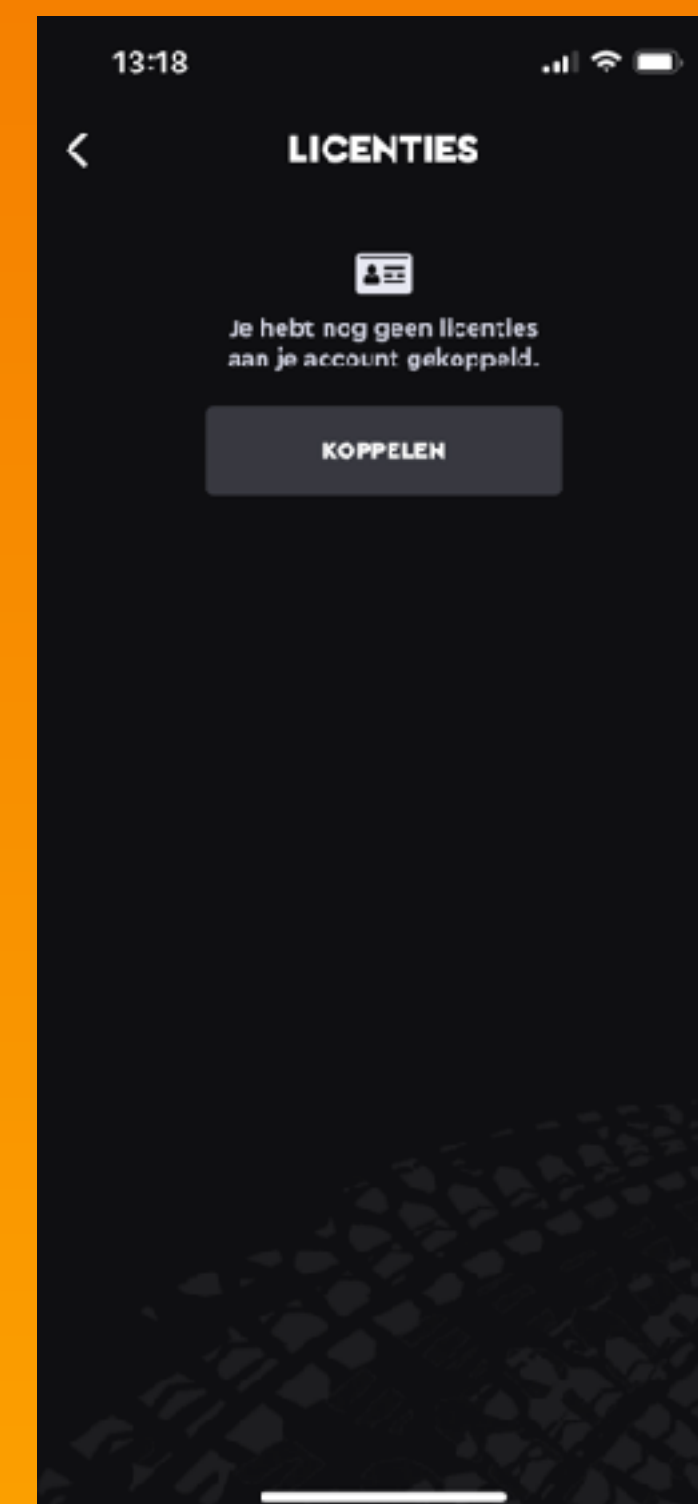 13:18
LICENTIES
Je hebt nog geen licenties
aan je account gekoppeld.
KOPPELEN